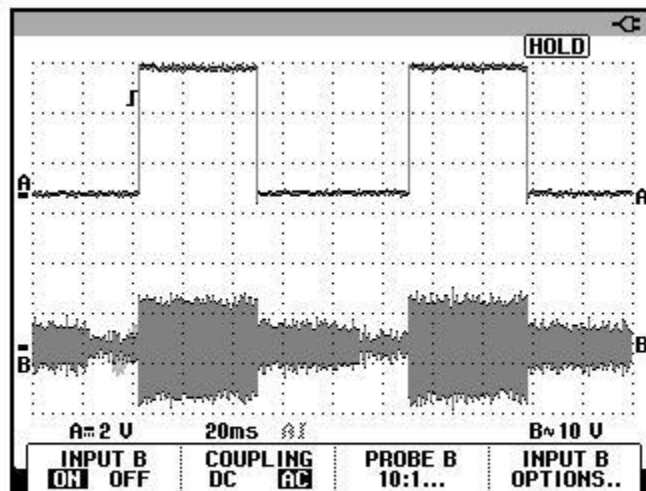 HOLD
A
A
B
B
A⎓2 V 20ms B~10 V
INPUT B COUPLING PROBE B INPUT B
ON OFF DC AC 10:1... OPTIONS..